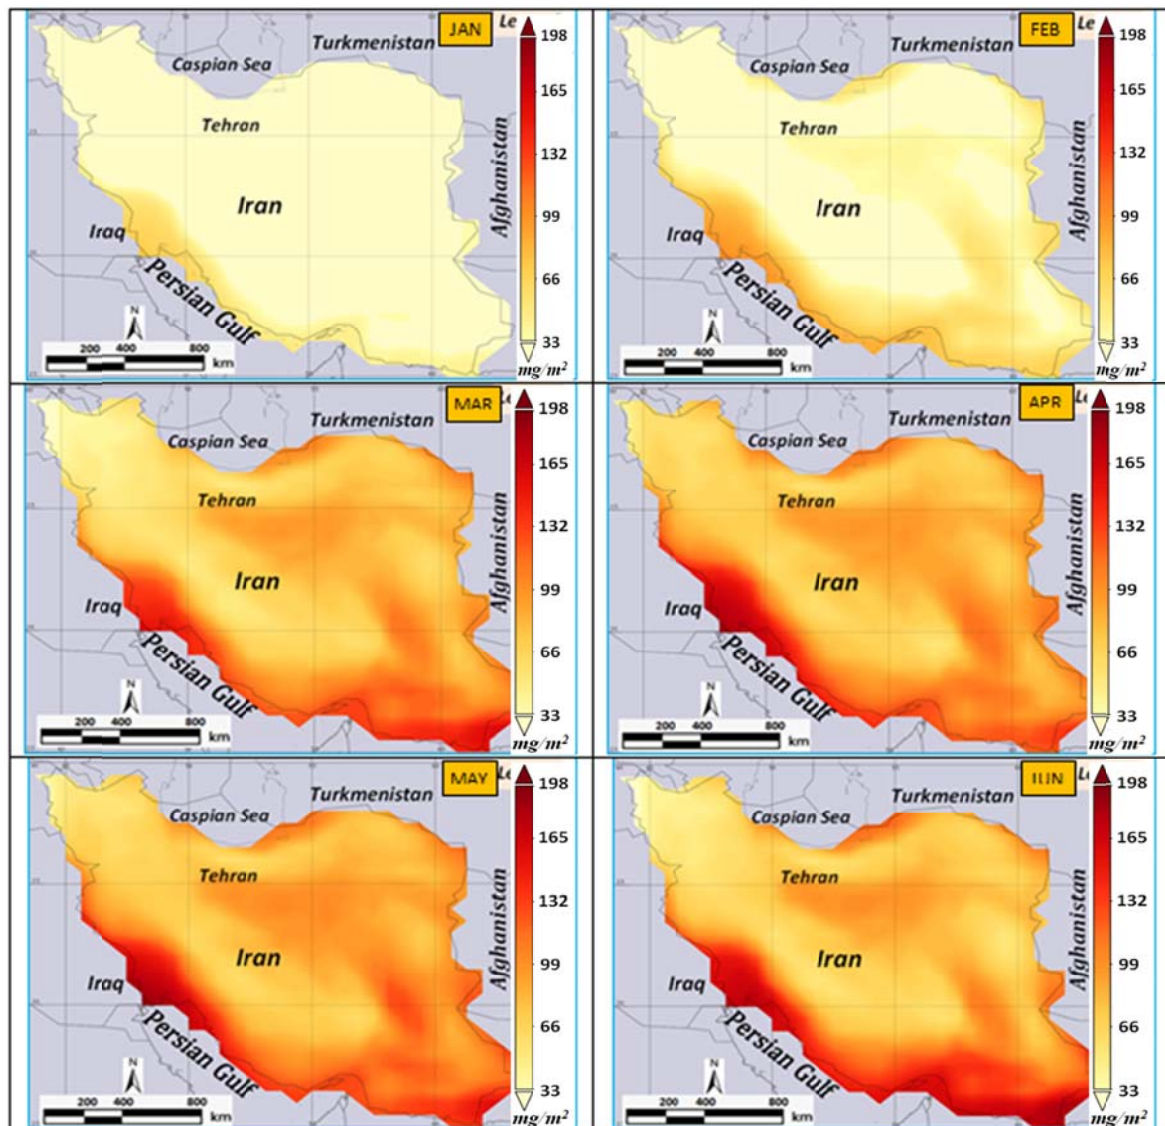 JAN
Le
Turkmenistan
Caspian Sea
Tehran
Iran
Iraq
Persian Gulf
Afghanistan
N
200 400 800
km
198
165
132
99
66
33
mg/m²
FEB
Le
Turkmenistan
Caspian Sea
Tehran
Iran
Iraq
Persian Gulf
Afghanistan
N
200 400 800
km
198
165
132
99
66
33
mg/m²
MAR
Le
Turkmenistan
Caspian Sea
Tehran
Iran
Iraq
Persian Gulf
Afghanistan
N
200 400 800
km
198
165
132
99
66
33
mg/m²
APR
Le
Turkmenistan
Caspian Sea
Tehran
Iran
Iraq
Persian Gulf
Afghanistan
N
200 400 800
km
198
165
132
99
66
33
mg/m²
MAY
Le
Turkmenistan
Caspian Sea
Tehran
Iran
Iraq
Persian Gulf
Afghanistan
N
200 400 800
km
198
165
132
99
66
33
mg/m²
JUN
Le
Turkmenistan
Caspian Sea
Tehran
Iran
Iraq
Persian Gulf
Afghanistan
N
200 400 800
km
198
165
132
99
66
33
mg/m²